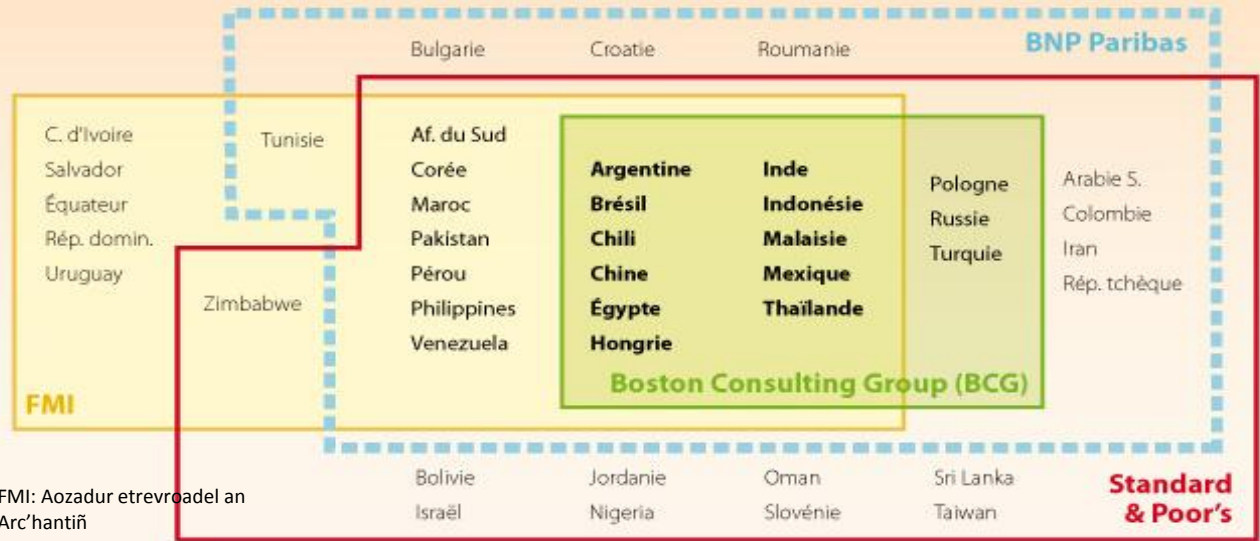 Bulgarie
Croatie
Roumanie
BNP Paribas
C. d'Ivoire
Salvador
Équateur
Rép. domin.
Uruguay
Tunisie
Zimbabwe
FMI
Af. du Sud
Corée
Maroc
Pakistan
Pérou
Philippines
Venezuela
Argentine
Brésil
Chili
Chine
Égypte
Hongrie
Inde
Indonésie
Malaisie
Mexique
Thaïlande
Boston Consulting Group (BCG)
Pologne
Russie
Turquie
Arabie S.
Colombie
Iran
Rép. tchèque
Bolivie
Israël
Jordanie
Nigeria
Oman
Slovénie
Sri Lanka
Taiwan
Standard
& Poor's
FMI: Aozadur etrevroadel an
Arc'hantiñ